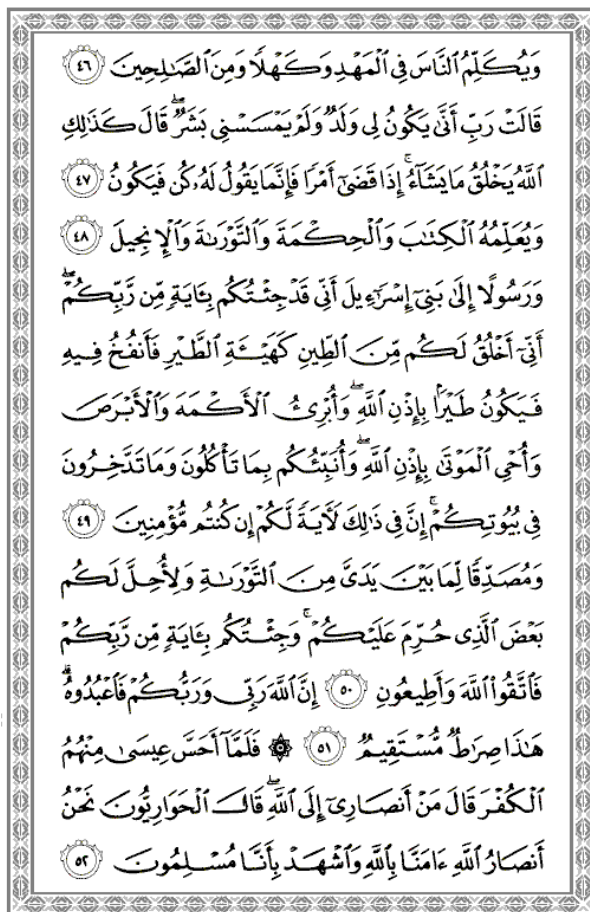 وَيُكَلِّمُ ٱلنَّاسَ فِى ٱلْمَهْدِ وَكَهْلًا وَمِنَ ٱلصَّـٰلِحِينَ ٤٦
قَالَتْ رَبِّ أَنَّىٰ يَكُونُ لِى وَلَدٌ وَلَمْ يَمْسَسْنِى بَشَرٌ ۖ قَالَ كَذَٰلِكِ
ٱللَّهُ يَخْلُقُ مَا يَشَآءُ ۚ إِذَا قَضَىٰٓ أَمْرًا فَإِنَّمَا يَقُولُ لَهُۥ كُن فَيَكُونُ ٤٧
وَيُعَلِّمُهُ ٱلْكِتَـٰبَ وَٱلْحِكْمَةَ وَٱلتَّوْرَىٰةَ وَٱلْإِنجِيلَ ٤٨
وَرَسُولًا إِلَىٰ بَنِىٓ إِسْرَٰٓءِيلَ أَنِّى قَدْ جِئْتُكُم بِـَٔايَةٍ مِّن رَّبِّكُمْ ۖ
أَنِّىٓ أَخْلُقُ لَكُم مِّنَ ٱلطِّينِ كَهَيْـَٔةِ ٱلطَّيْرِ فَأَنفُخُ فِيهِ
فَيَكُونُ طَيْرًۢا بِإِذْنِ ٱللَّهِ ۖ وَأُبْرِئُ ٱلْأَكْمَهَ وَٱلْأَبْرَصَ
وَأُحْىِ ٱلْمَوْتَىٰ بِإِذْنِ ٱللَّهِ ۖ وَأُنَبِّئُكُم بِمَا تَأْكُلُونَ وَمَا تَدَّخِرُونَ
فِى بُيُوتِكُمْ ۚ إِنَّ فِى ذَٰلِكَ لَـَٔايَةً لَّكُمْ إِن كُنتُم مُّؤْمِنِينَ ٤٩
وَمُصَدِّقًا لِّمَا بَيْنَ يَدَىَّ مِنَ ٱلتَّوْرَىٰةِ وَلِأُحِلَّ لَكُم
بَعْضَ ٱلَّذِى حُرِّمَ عَلَيْكُمْ ۚ وَجِئْتُكُم بِـَٔايَةٍ مِّن رَّبِّكُمْ
فَٱتَّقُوا۟ ٱللَّهَ وَأَطِيعُونِ ٥٠ إِنَّ ٱللَّهَ رَبِّى وَرَبُّكُمْ فَٱعْبُدُوهُ ۗ
هَـٰذَا صِرَٰطٌ مُّسْتَقِيمٌ ٥١ ۞ فَلَمَّآ أَحَسَّ عِيسَىٰ مِنْهُمُ
ٱلْكُفْرَ قَالَ مَنْ أَنصَارِىٓ إِلَى ٱللَّهِ ۖ قَالَ ٱلْحَوَارِيُّونَ نَحْنُ
أَنصَارُ ٱللَّهِ ءَامَنَّا بِٱللَّهِ وَٱشْهَدْ بِأَنَّا مُسْلِمُونَ ٥٢